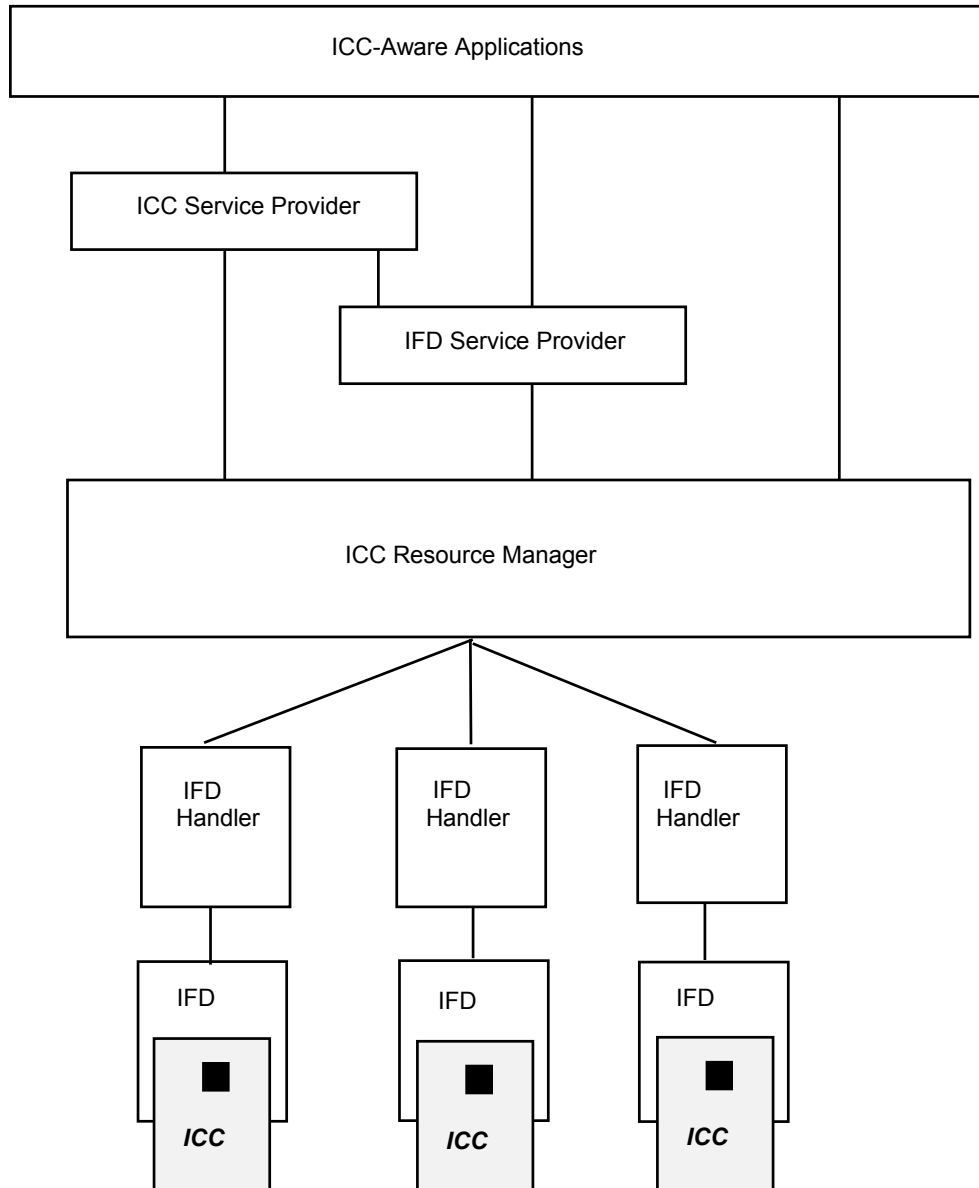 ICC-Aware Applications
ICC Service Provider
IFD Service Provider
ICC Resource Manager
IFD
Handler
IFD
Handler
IFD
Handler
IFD
IFD
IFD
ICC
ICC
ICC